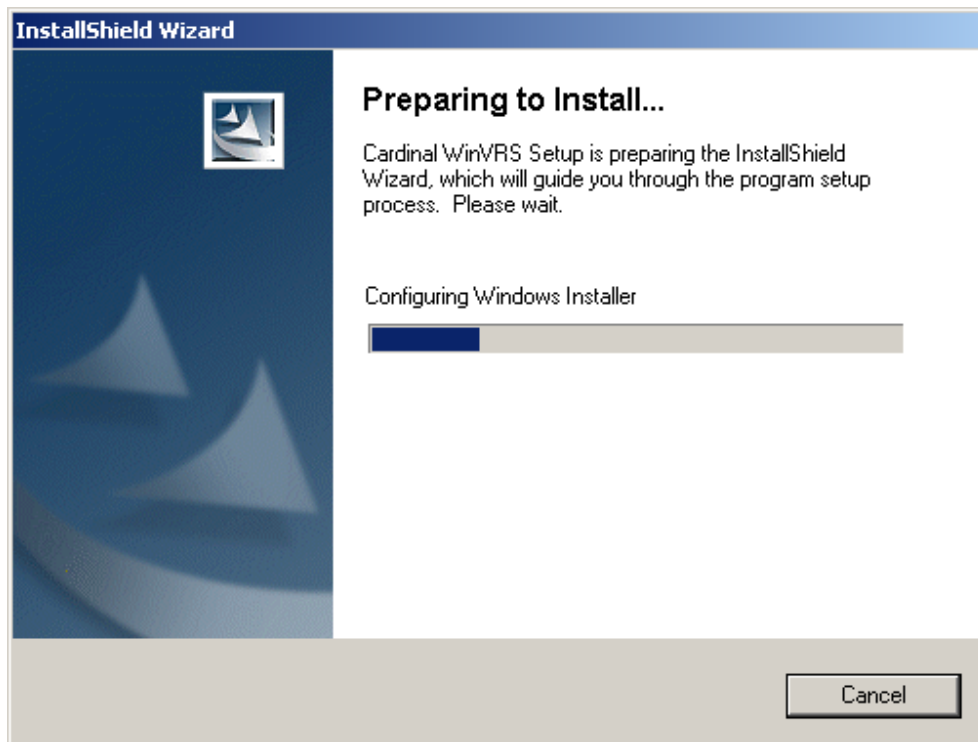 InstallShield Wizard
Preparing to Install...
Cardinal WinVRS Setup is preparing the InstallShield
Wizard, which will guide you through the program setup
process.  Please wait.
Configuring Windows Installer
Cancel